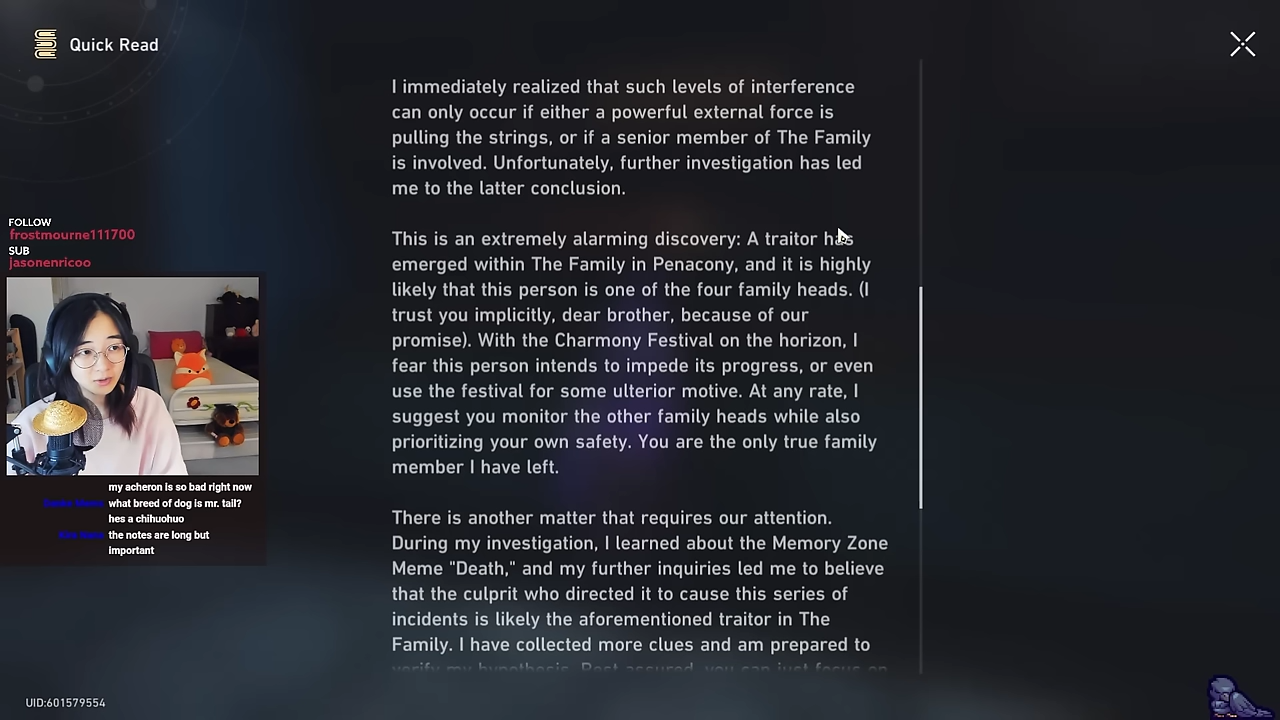 Quick Read
I immediately realized that such levels of interference
can only occur if either a powerful external force is
pulling the strings, or if a senior member of The Family
is involved. Unfortunately, further investigation has led
me to the latter conclusion.
This is an extremely alarming discovery: A traitor has
emerged within The Family in Penacony, and it is highly
likely that this person is one of the four family heads. (I
trust you implicitly, dear brother, because of our
promise). With the Charmony Festival on the horizon, I
fear this person intends to impede its progress, or even
use the festival for some ulterior motive. At any rate, I
suggest you monitor the other family heads while also
prioritizing your own safety. You are the only true family
member I have left.
There is another matter that requires our attention.
During my investigation, I learned about the Memory Zone
Meme "Death," and my further inquiries led me to believe
that the culprit who directed it to cause this series of
incidents is likely the aforementioned traitor in The
Family. I have collected more clues and am prepared to
verify my hypothesis. Rest assured, you can just focus on
FOLLOW
frostmourne111700
SUB
jasonenricoo
my acheron is so bad right now
what breed of dog is mr. tail?
hes a chihuohuo
the notes are long but
important
UID:601579554